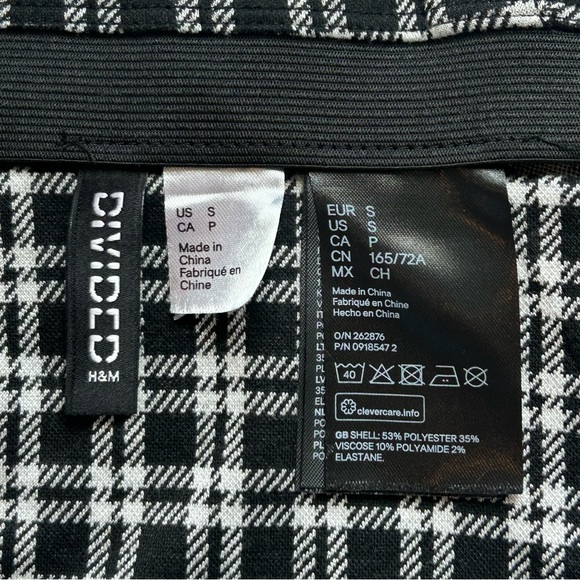 DIVIDED
H&M
US S
CA P
Made in
China
Fabriqué en
Chine
EUR S
US S
CA P
CN 165/72A
MX CH
Made in China
Fabriqué en Chine
Hecho en China
O/N 262876
P/N 0918547 2
clevercare.info
GB SHELL: 53% POLYESTER 35%
VISCOSE 10% POLYAMIDE 2%
ELASTANE.